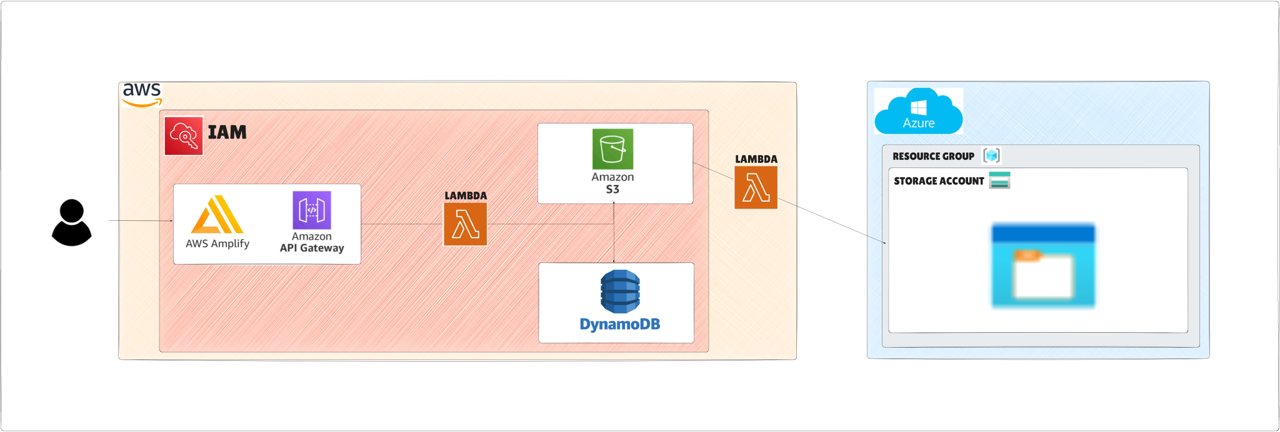 aws
IAM
AWS Amplify
Amazon
API Gateway
LAMBDA
Amazon
S3
DynamoDB
LAMBDA
Azure
RESOURCE GROUP
STORAGE ACCOUNT